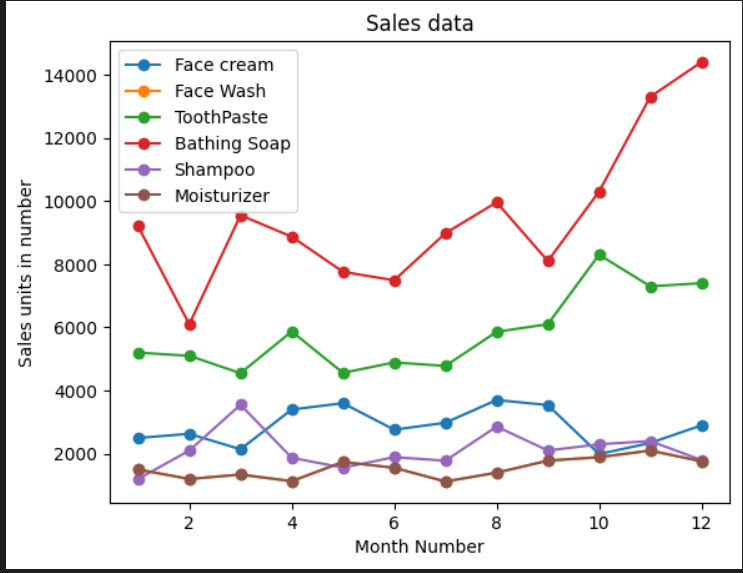 Sales data
14000
12000
10000
8000
6000
4000
2000
Sales units in number
Face cream
Face Wash
ToothPaste
Bathing Soap
Shampoo
Moisturizer
2 4 6 8 10 12
Month Number